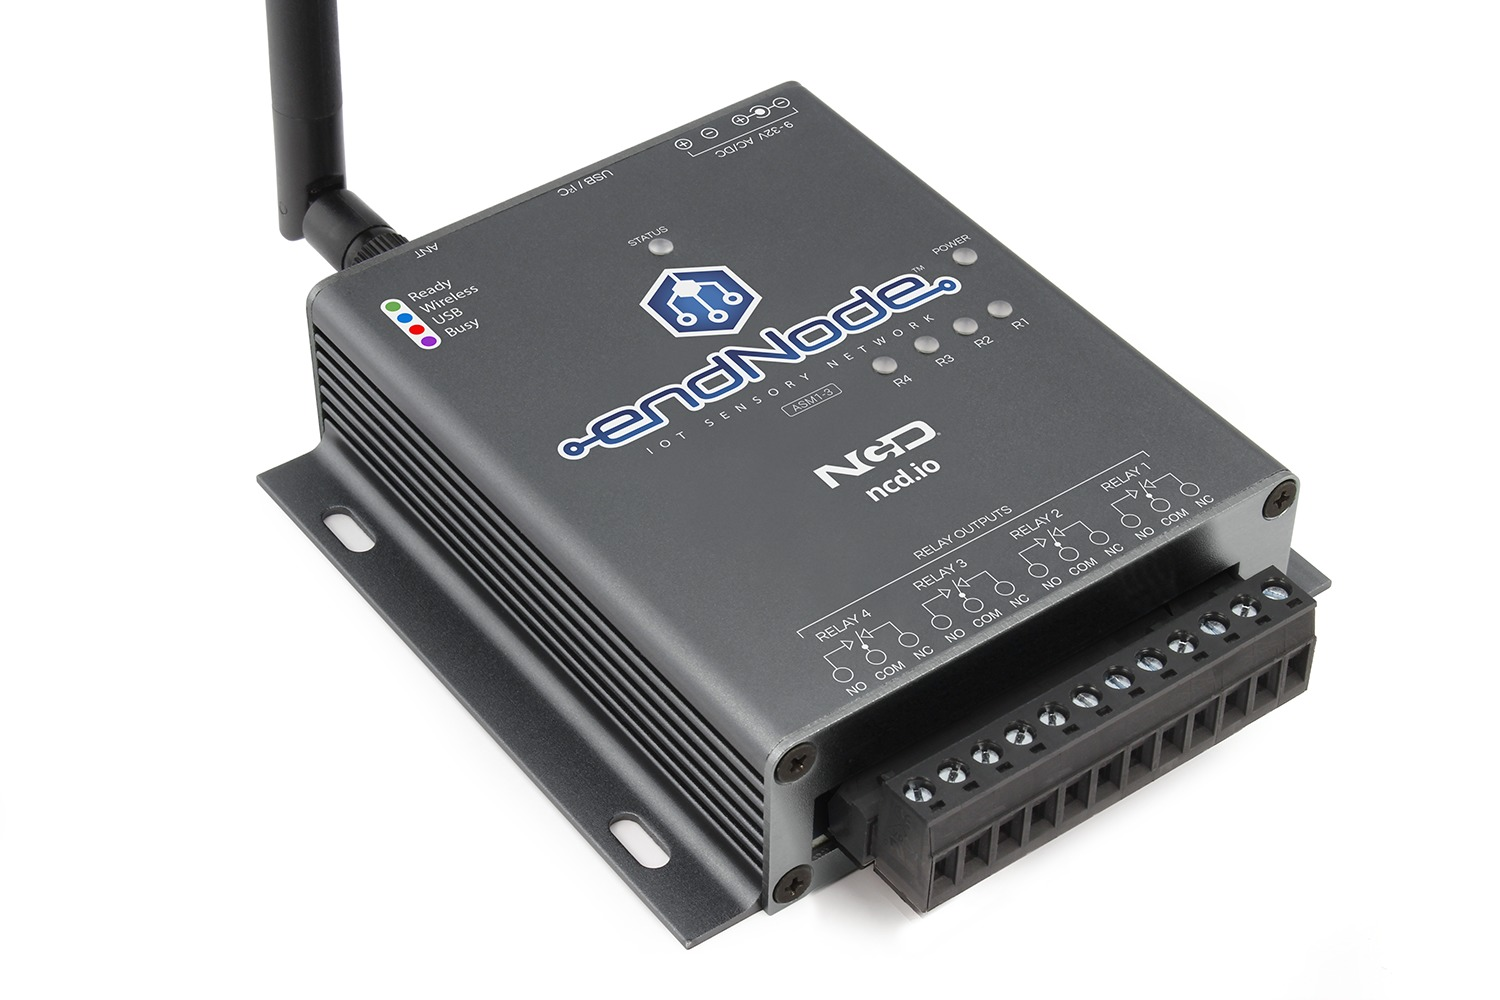 9-32V AC/DC
USB / I²C
ANT
STATUS
POWER
Ready
Wireless
USB
Busy
endNode™
IOT SENSORY NETWORK
ASM1-3
R4
R3
R2
R1
NCD
ncd.io
RELAY OUTPUTS
RELAY 4
RELAY 3
RELAY 2
RELAY 1
NO COM NC NO COM NC NO COM NC NO COM NC